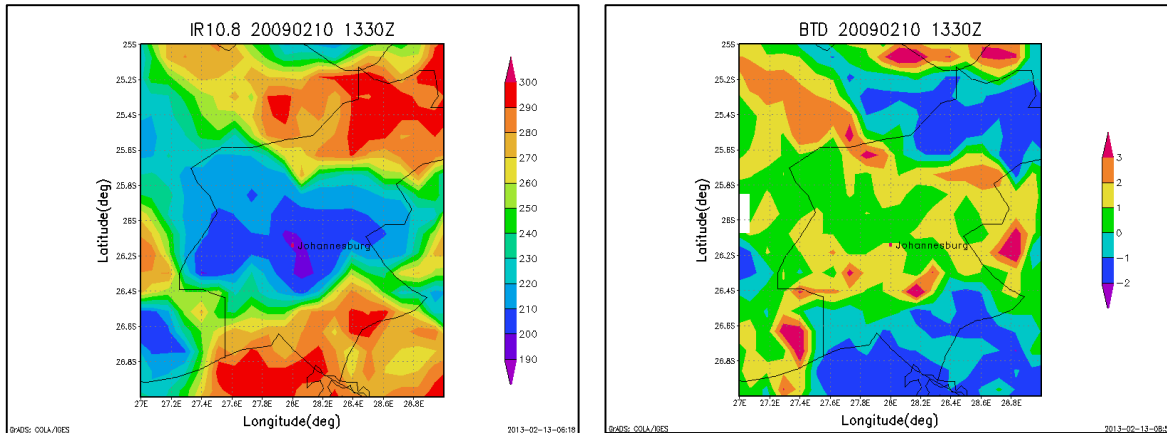 IR10.8 20090210 1330Z
25S
25.2S
25.4S
25.6S
25.8S
26S
26.2S
26.4S
26.6S
26.8S
27E
27.2E
27.4E
27.6E
27.8E
28E
28.2E
28.4E
28.6E
28.8E
Latitude(deg)
Longitude(deg)
Johannesburg
300
290
280
270
260
250
240
230
220
210
200
190
GrADS: COLA/IGES
2013-02-13-06:18
BTD 20090210 1330Z
25S
25.2S
25.4S
25.6S
25.8S
26S
26.2S
26.4S
26.6S
26.8S
27E
27.2E
27.4E
27.6E
27.8E
28E
28.2E
28.4E
28.6E
28.8E
Latitude(deg)
Longitude(deg)
Johannesburg
3
2
1
0
−1
−2
GrADS: COLA/IGES